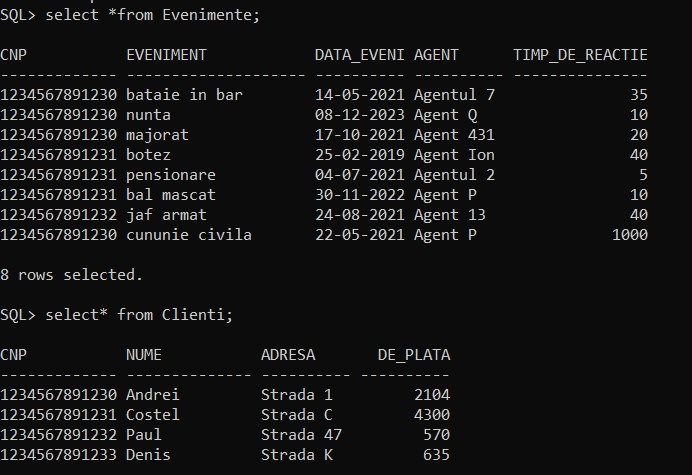 SQL> select *from Evenimente;
CNP EVENIMENT DATA_EVENI AGENT TIMP_DE_REACTIE
------------- -------------------- ---------- ---------- ---------------
1234567891230 bataie in bar 14-05-2021 Agentul 7 35
1234567891230 nunta 08-12-2023 Agent Q 10
1234567891230 majorat 17-10-2021 Agent 431 20
1234567891231 botez 25-02-2019 Agent Ion 40
1234567891231 pensionare 04-07-2021 Agentul 2 5
1234567891231 bal mascat 30-11-2022 Agent P 10
1234567891232 jaf armat 24-08-2021 Agent 13 40
1234567891230 cununie civila 22-05-2021 Agent P 1000
8 rows selected.
SQL> select* from Clienti;
CNP NUME ADRESA DE_PLATA
------------- -------------- ---------- ----------
1234567891230 Andrei Strada 1 2104
1234567891231 Costel Strada C 4300
1234567891232 Paul Strada 47 570
1234567891233 Denis Strada K 635